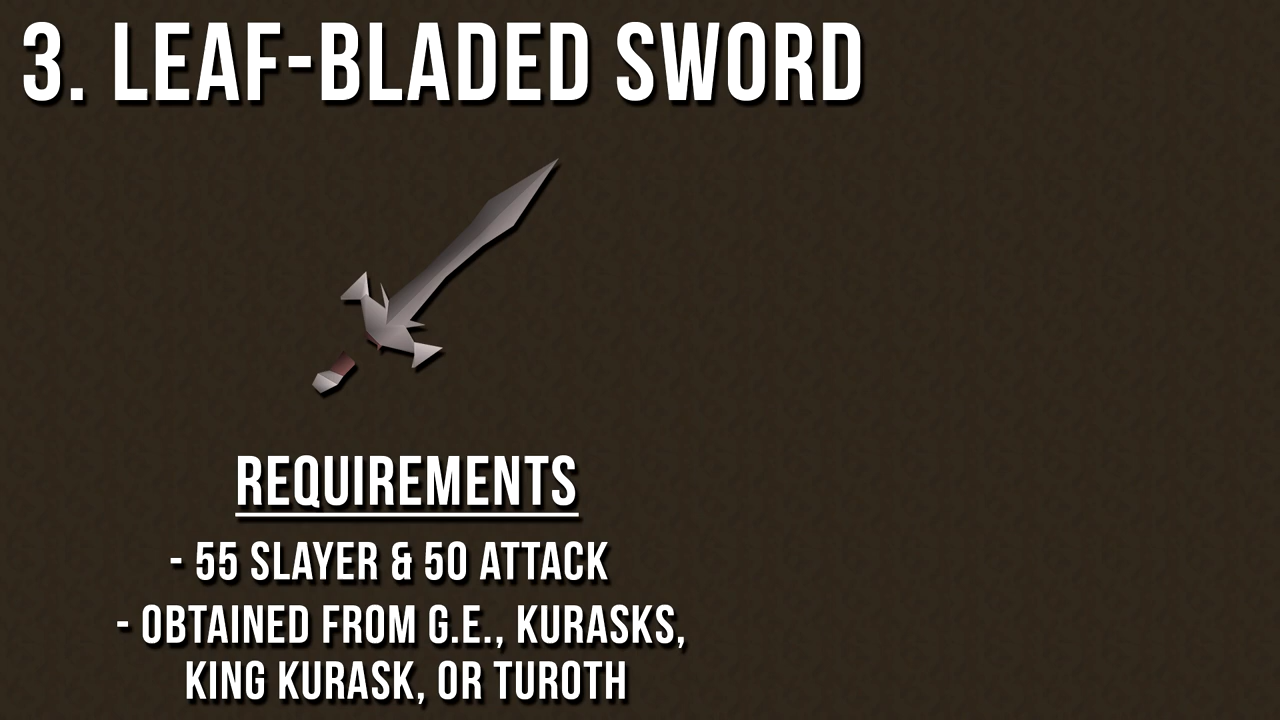 3. LEAF-BLADED SWORD
REQUIREMENTS
- 55 SLAYER & 50 ATTACK
- OBTAINED FROM G.E., KURASKS,
KING KURASK, OR TUROTH